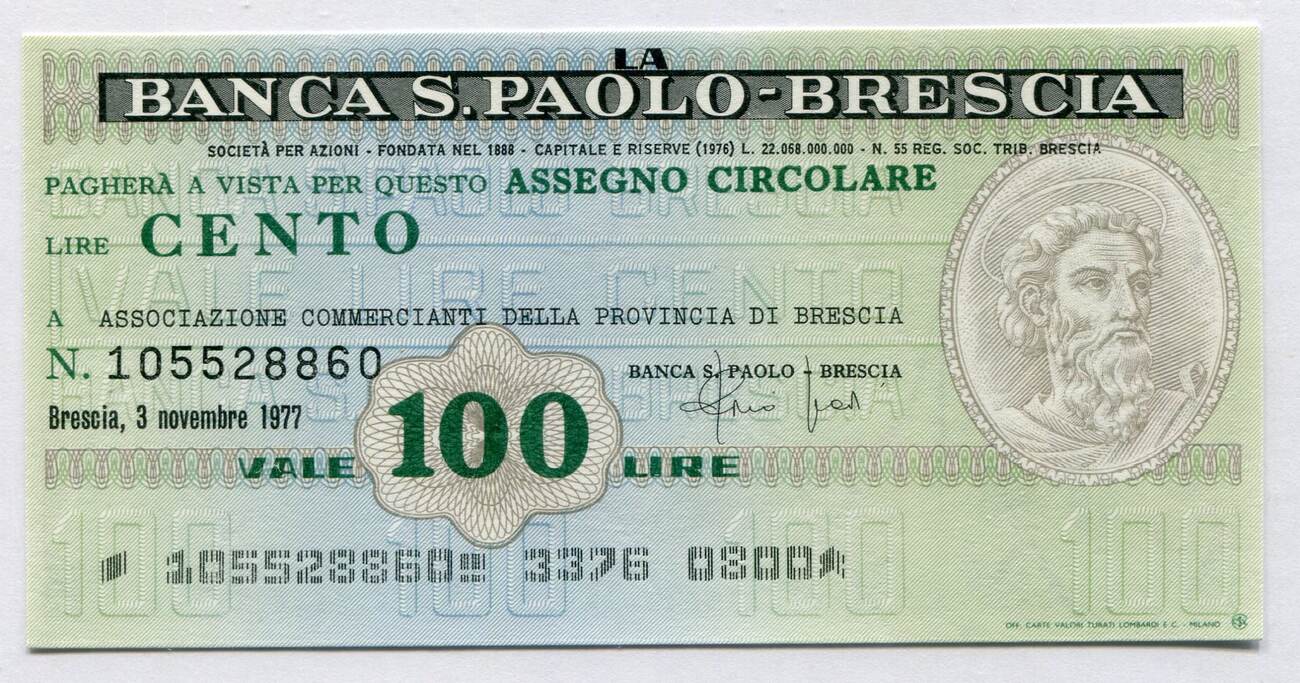 LA
BANCA S.PAOLO-BRESCIA
SOCIETÀ PER AZIONI - FONDATA NEL 1888 - CAPITALE E RISERVE (1976) L. 22.068.000.000 - N. 55 REG. SOC. TRIB. BRESCIA
PAGHERÀ A VISTA PER QUESTO ASSEGNO CIRCOLARE
LIRE CENTO
A ASSOCIAZIONE COMMERCIANTI DELLA PROVINCIA DI BRESCIA
N. 105528860
BANCA S. PAOLO - BRESCIA
Brescia, 3 novembre 1977
VALE 100 LIRE
100 100 100 100
105528860 3376 0800
OFF. CARTE VALORI TURATI LOMBARDI E C. - MILANO